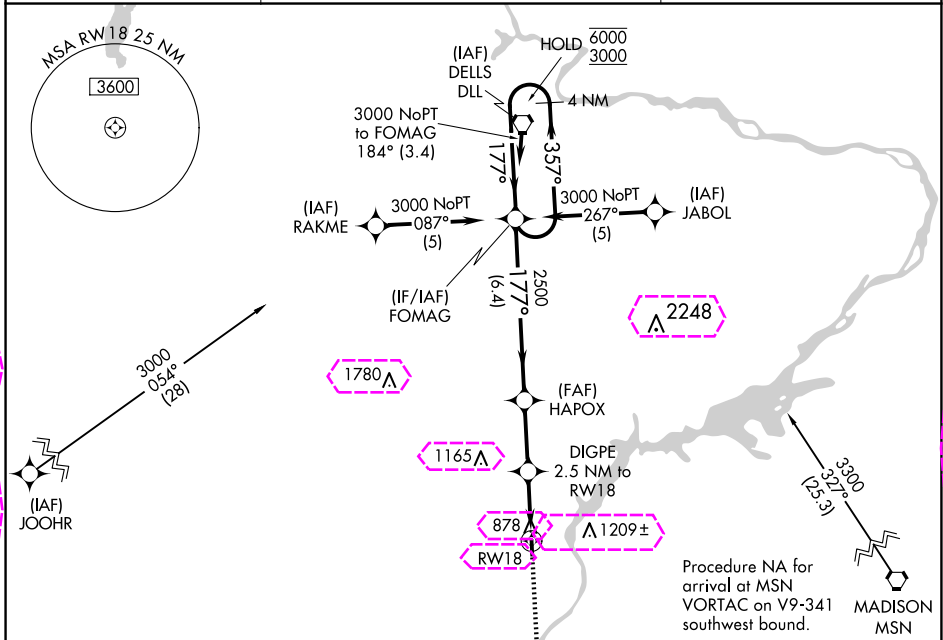 MSA RW18 25 NM
3600
(IAF)
DELLS
DLL
HOLD 6000
3000
4 NM
3000 NoPT
to FOMAG
184° (3.4)
177°
357°
(IAF)
RAKME
3000 NoPT
087°
(5)
3000 NoPT
267°
(5)
(IAF)
JABOL
(IF/IAF)
FOMAG
2500
177°
(6.4)
2248
1780
3000
054°
(28)
(IAF)
JOOHR
(FAF)
HAPOX
1165
DIGPE
2.5 NM to
RW18
878
1209±
RW18
3300
327°
(25.3)
Procedure NA for
arrival at MSN
VORTAC on V9-341
southwest bound.
MADISON
MSN